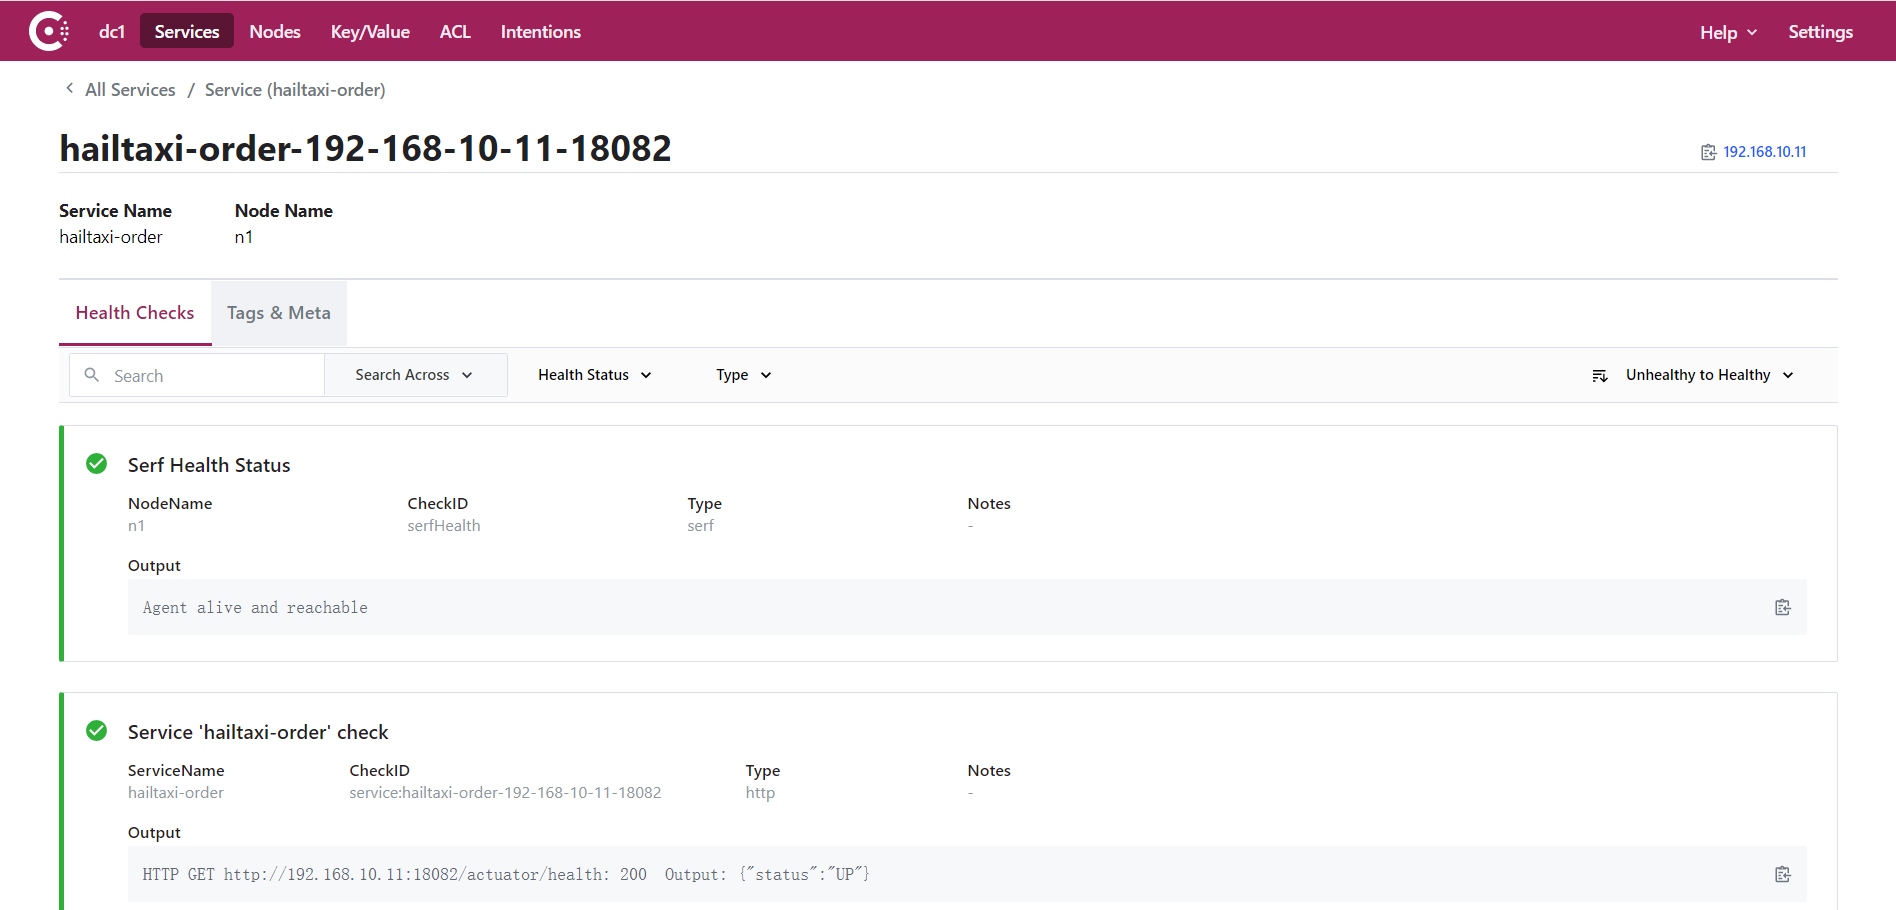 dc1 Services Nodes Key/Value ACL Intentions Help Settings
All Services / Service (hailtaxi-order)
hailtaxi-order-192-168-10-11-18082
192.168.10.11
Service Name Node Name
hailtaxi-order n1
Health Checks Tags & Meta
Search Search Across Health Status Type Unhealthy to Healthy
Serf Health Status
NodeName CheckID Type Notes
n1 serfHealth serf -
Output
Agent alive and reachable
Service 'hailtaxi-order' check
ServiceName CheckID Type Notes
hailtaxi-order service:hailtaxi-order-192-168-10-11-18082 http -
Output
HTTP GET http://192.168.10.11:18082/actuator/health: 200  Output: {"status":"UP"}